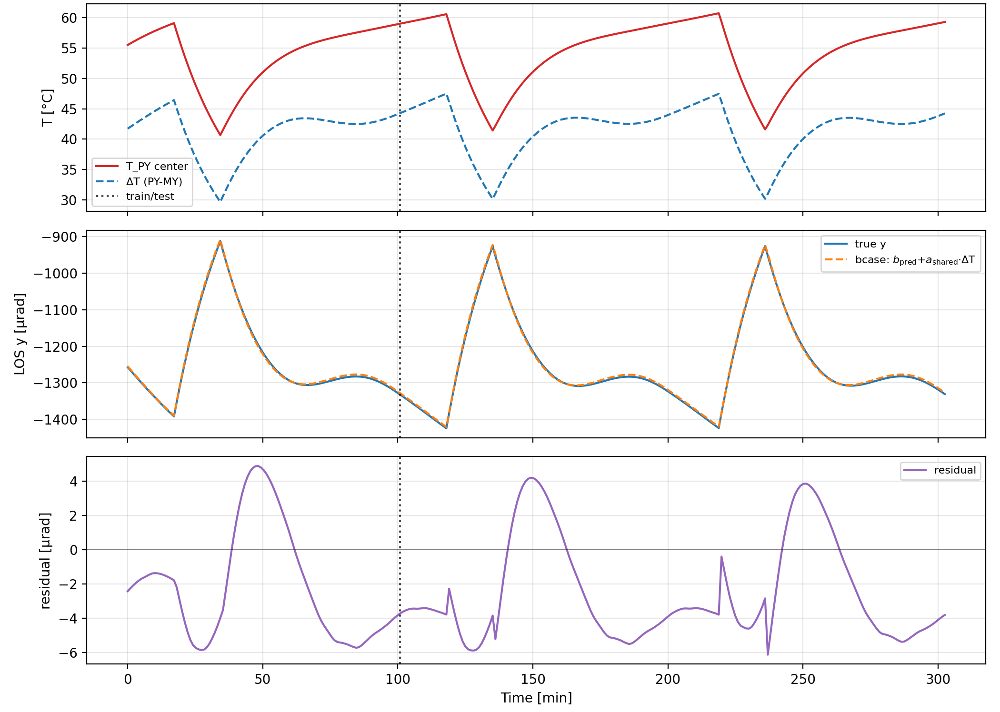 60
55
50
45
40
35
30
T [°C]
T_PY center
ΔT (PY-MY)
train/test
−900
−1000
−1100
−1200
−1300
−1400
LOS y [μrad]
true y
bcase: b_pred+a_shared·ΔT
4
2
0
−2
−4
−6
residual [μrad]
residual
0 50 100 150 200 250 300
Time [min]